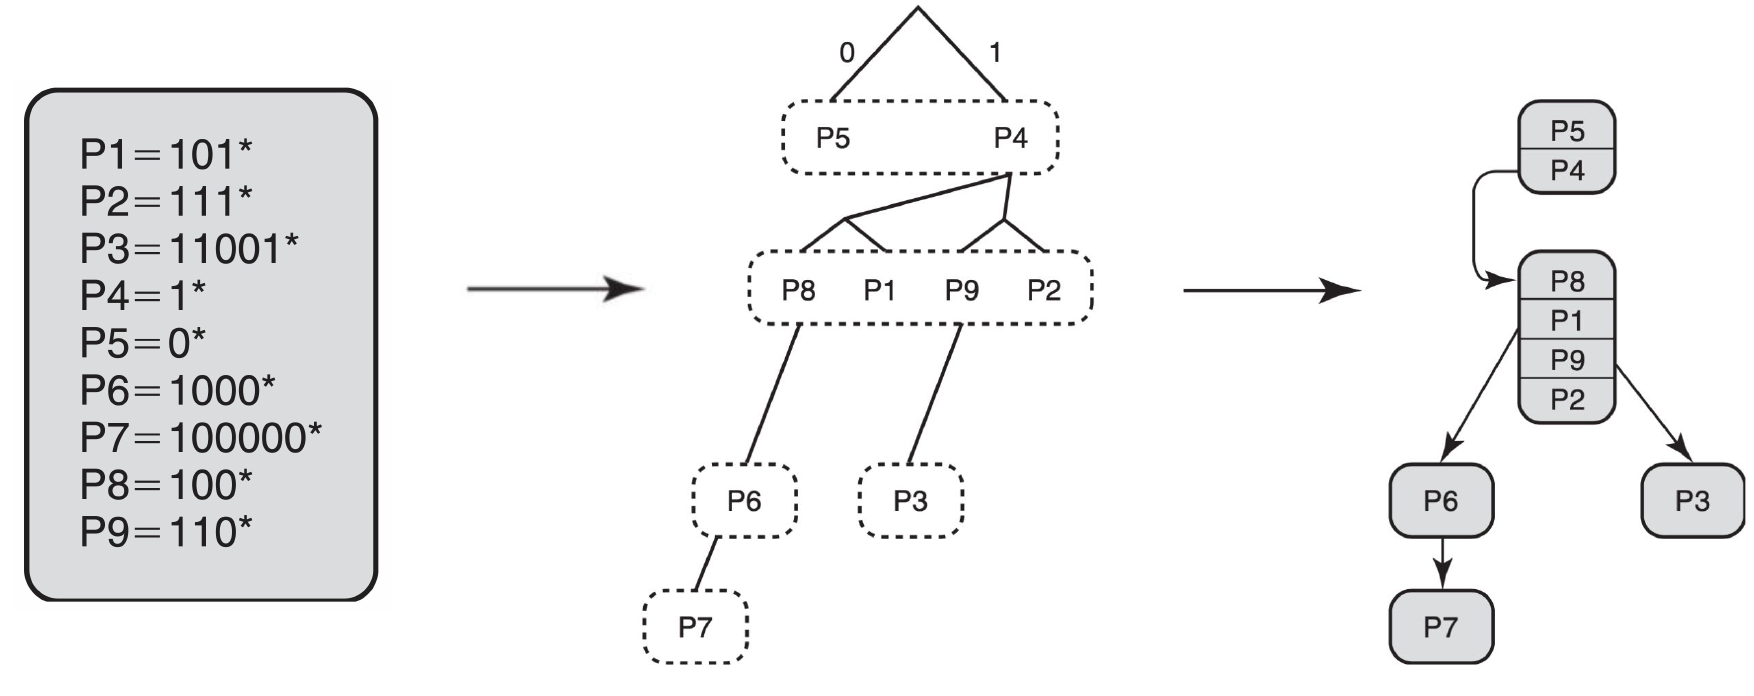 P1=101*
P2=111*
P3=11001*
P4=1*
P5=0*
P6=1000*
P7=100000*
P8=100*
P9=110*
0 1
P5 P4
P8 P1 P9 P2
P6 P3
P7
P5
P4
P8
P1
P9
P2
P6 P3
P7